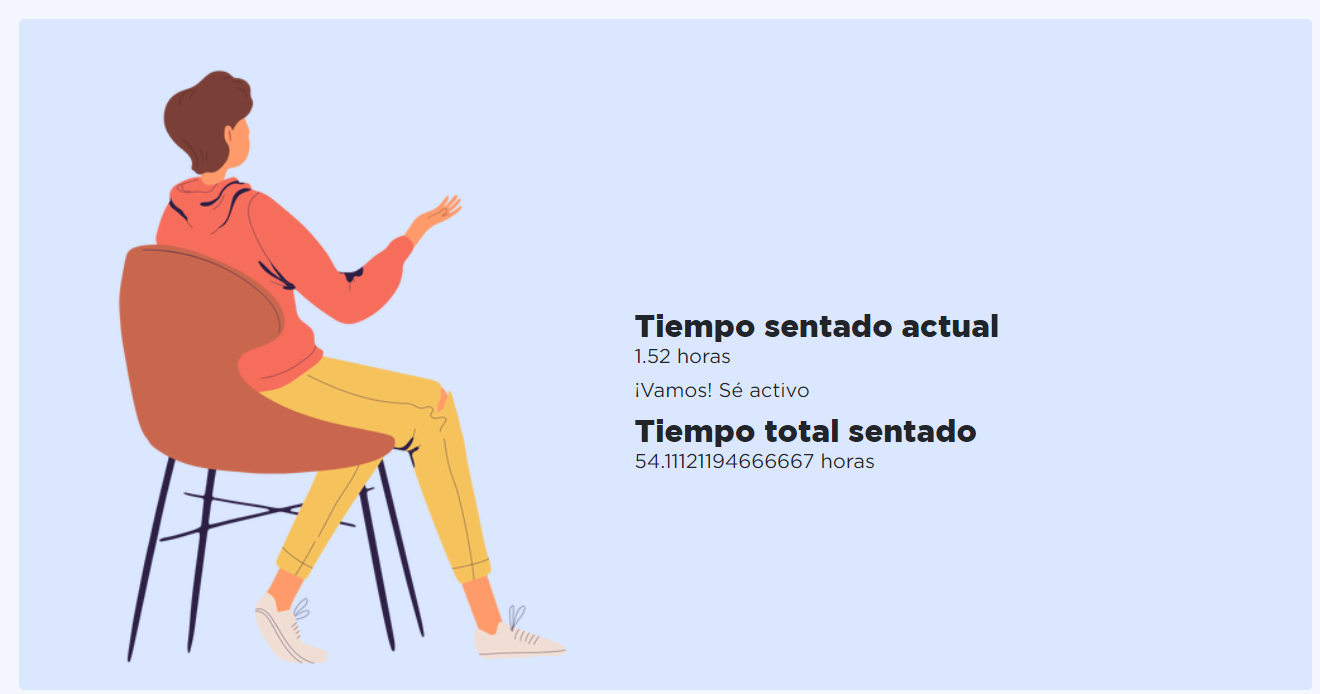 Tiempo sentado actual
1.52 horas
¡Vamos! Sé activo
Tiempo total sentado
54.11121194666667 horas